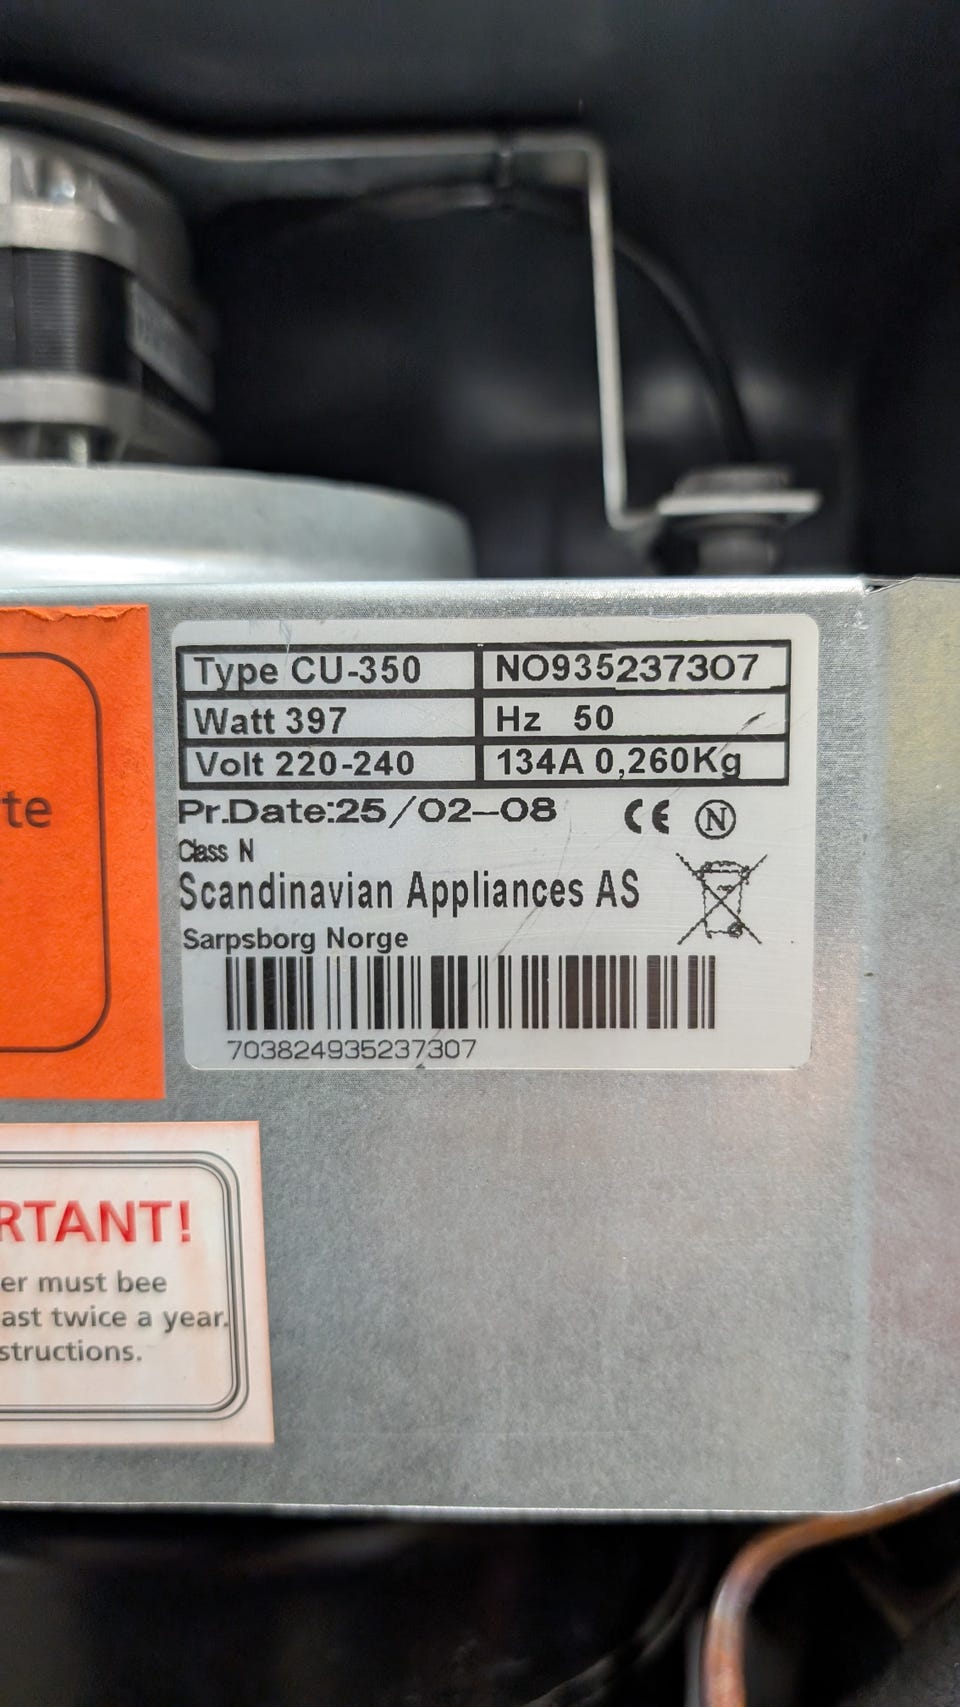 Type CU-350 NO935237307
Watt 397 Hz 50
Volt 220-240 134A 0,260Kg
Pr.Date:25/02-08 CE N
Class N
Scandinavian Appliances AS
Sarpsborg Norge
703824935237307
te
RTANT!
er must bee
ast twice a year.
structions.